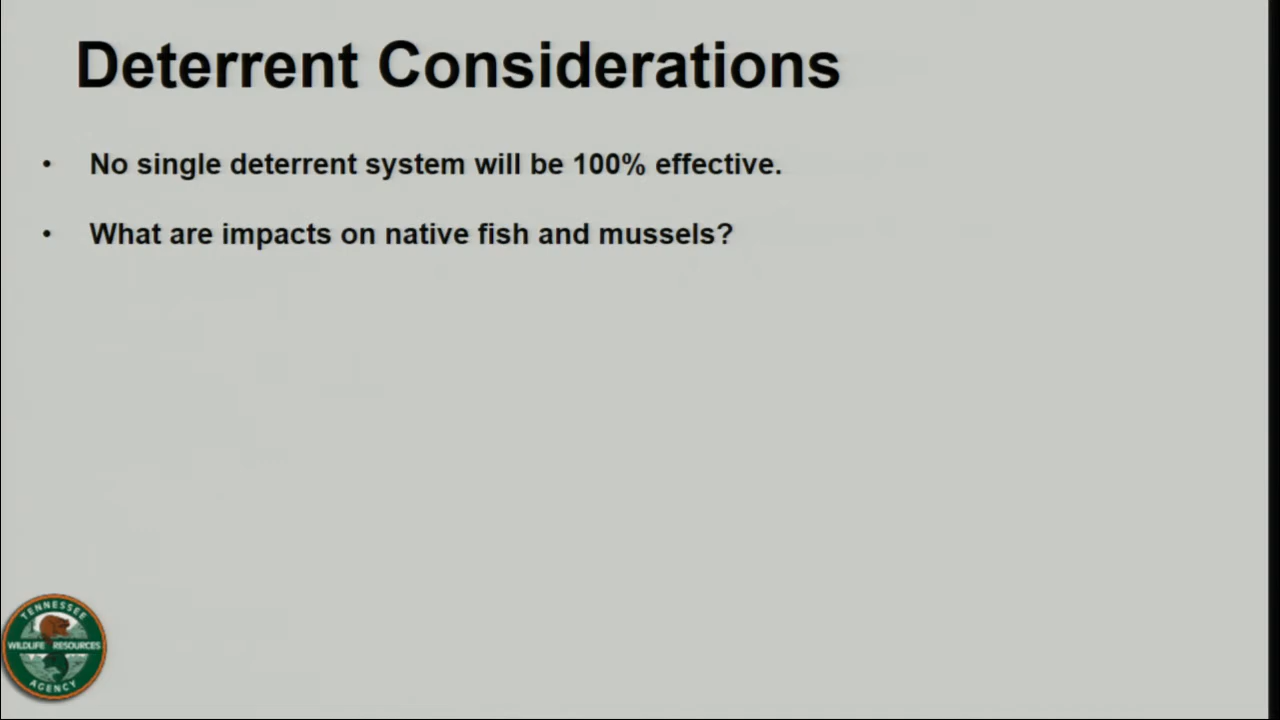 Deterrent Considerations
• No single deterrent system will be 100% effective.
• What are impacts on native fish and mussels?
TENNESSEE
WILDLIFE RESOURCES
AGENCY